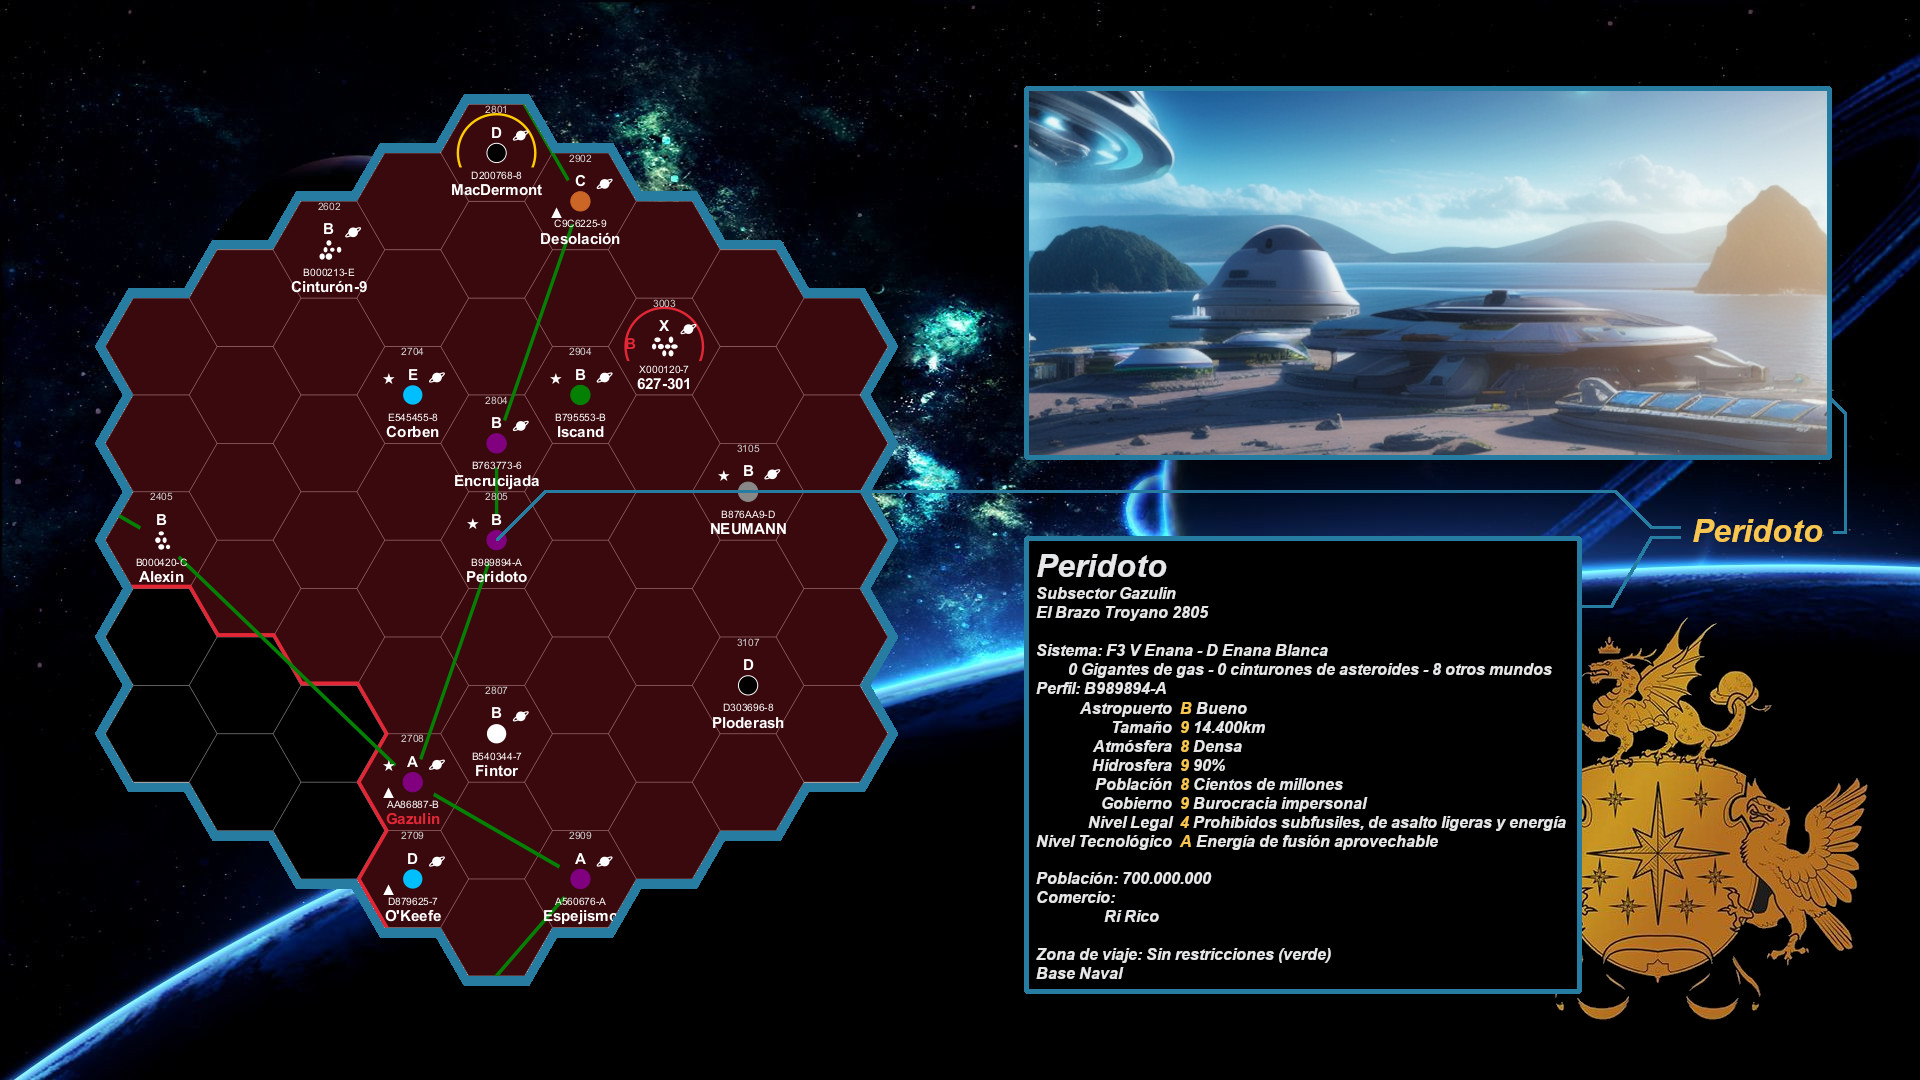 2801
D
D200768-8
MacDermont
2902
C
C9C6225-9
Desolación
2602
B
B000213-E
Cinturón-9
3003
X
B
X000120-7
627-301
2704
E
E545455-8
Corben
2904
B
B795553-B
Iscand
2804
B
B763773-6
Encrucijada
3105
B
B876AA9-D
NEUMANN
2405
B
B000420-C
Alexin
2805
B
B989894-A
Peridoto
3107
D
D303696-8
Ploderash
2807
B
B540344-7
Fintor
2708
A
AA86887-B
Gazulin
2709
D
D879625-7
O'Keefe
2909
A
A560676-A
Espejismo
Peridoto
Peridoto
Subsector Gazulin
El Brazo Troyano 2805
Sistema: F3 V Enana - D Enana Blanca
0 Gigantes de gas - 0 cinturones de asteroides - 8 otros mundos
Perfil: B989894-A
Astropuerto B Bueno
Tamaño 9 14.400km
Atmósfera 8 Densa
Hidrosfera 9 90%
Población 8 Cientos de millones
Gobierno 9 Burocracia impersonal
Nivel Legal 4 Prohibidos subfusiles, de asalto ligeras y energía
Nivel Tecnológico A Energía de fusión aprovechable
Población: 700.000.000
Comercio:
Ri Rico
Zona de viaje: Sin restricciones (verde)
Base Naval